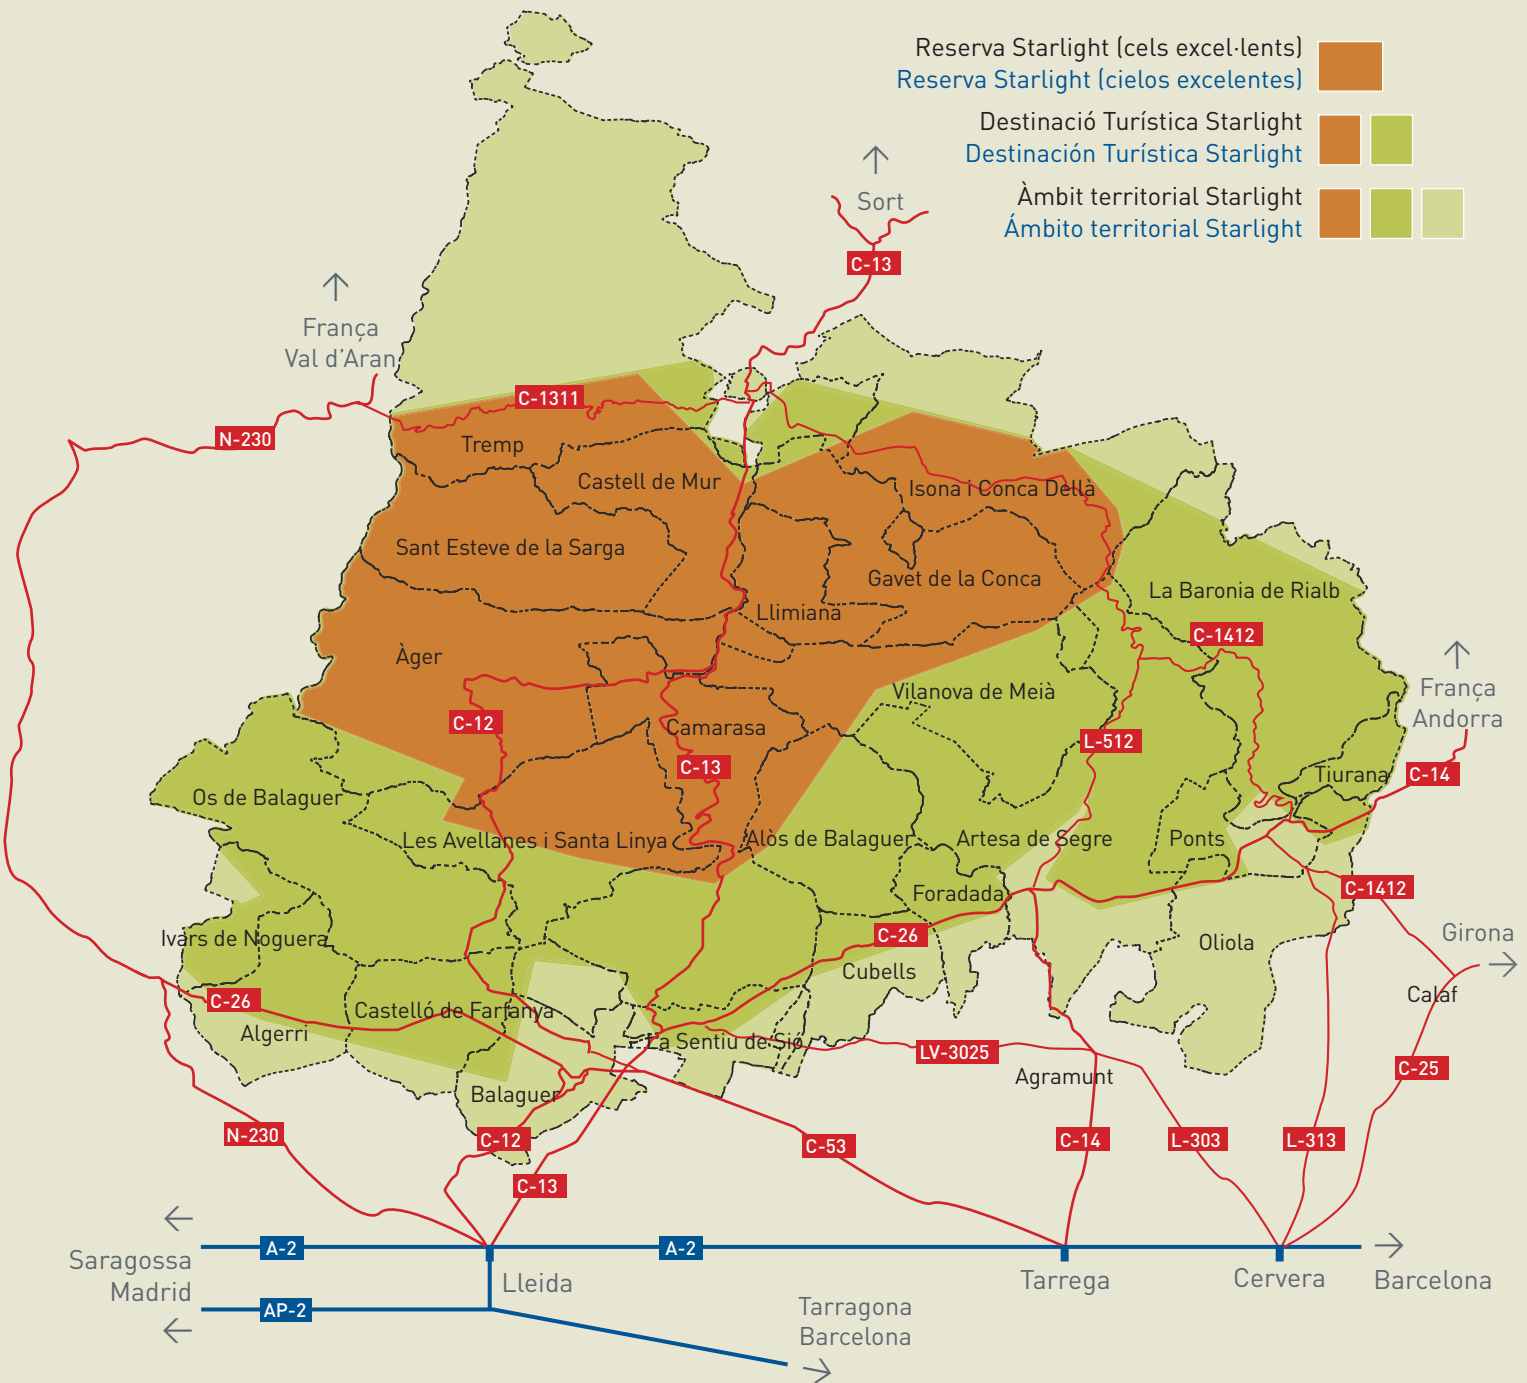 Reserva Starlight (cels excel·lents)
Reserva Starlight (cielos excelentes)
Destinació Turística Starlight
Destinación Turística Starlight
Àmbit territorial Starlight
Ámbito territorial Starlight
Sort
C-13
França
Val d'Aran
C-1311
N-230
Tremp
Castell de Mur
Isona i Conca Dellà
Sant Esteve de la Sarga
Gavet de la Conca
La Baronia de Rialb
Llimiana
C-1412
Àger
Vilanova de Meià
França
Andorra
C-12
Camarasa
L-512
C-13
Tiurana
C-14
Os de Balaguer
Les Avellanes i Santa Linya
Alòs de Balaguer
Artesa de Segre
Ponts
Foradada
C-1412
Ivars de Noguera
C-26
Oliola
Girona
Cubells
Calaf
C-26
Castelló de Farfanya
Algerri
La Sentiu de Sió
LV-3025
C-25
Agramunt
Balaguer
N-230
C-12
C-53
C-14
L-303
L-313
C-13
Saragossa
Madrid
A-2
A-2
Lleida
Tarrega
Cervera
Barcelona
AP-2
Tarragona
Barcelona